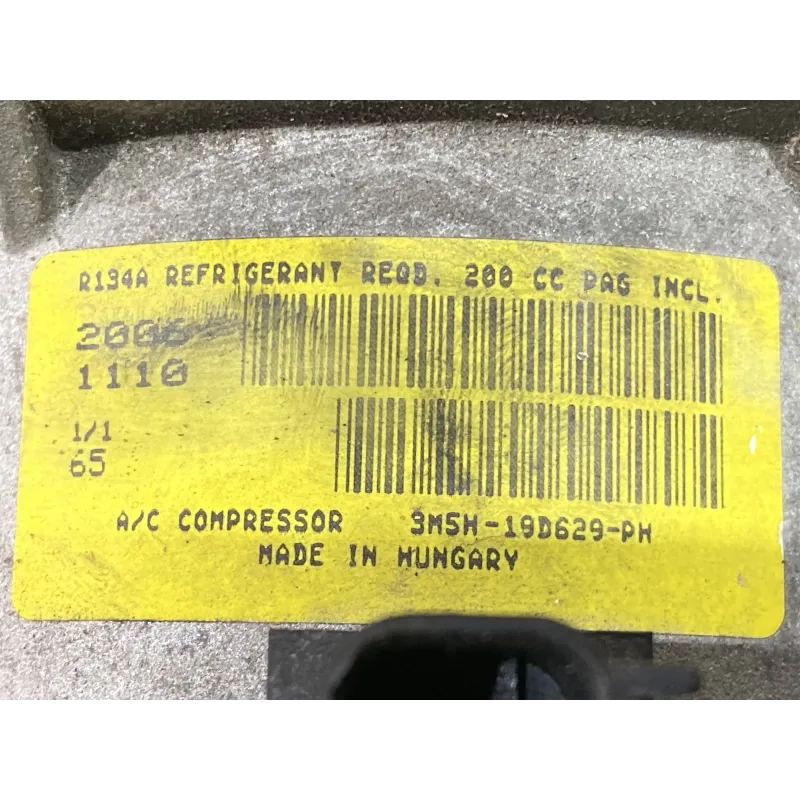 R134A REFRIGERANT REQD. 200 CC PAG INCL.
2006
1110
1/1
65
A/C COMPRESSOR 3M5H-19D629-PH
MADE IN HUNGARY